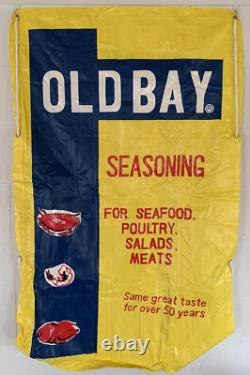 OLD BAY®
SEASONING
FOR SEAFOOD,
POULTRY,
SALADS,
MEATS
Same great taste
for over 50 years